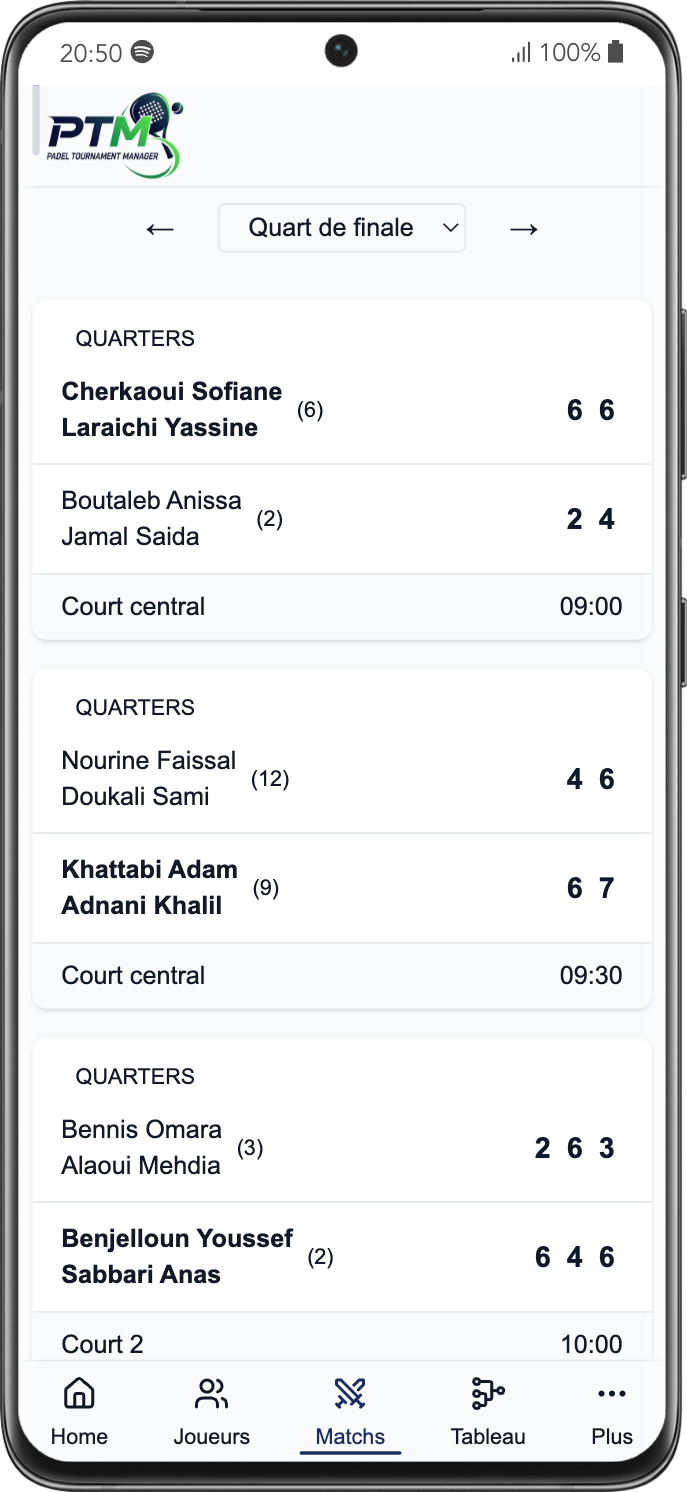 20:50
100%
PTM
PADEL TOURNAMENT MANAGER
← Quart de finale →
QUARTERS
Cherkaoui Sofiane
Laraichi Yassine
(6)
6 6
Boutaleb Anissa
Jamal Saida
(2)
2 4
Court central 09:00
QUARTERS
Nourine Faissal
Doukali Sami
(12)
4 6
Khattabi Adam
Adnani Khalil
(9)
6 7
Court central 09:30
QUARTERS
Bennis Omara
Alaoui Mehdia
(3)
2 6 3
Benjelloun Youssef
Sabbari Anas
(2)
6 4 6
Court 2 10:00
Home Joueurs Matchs Tableau Plus